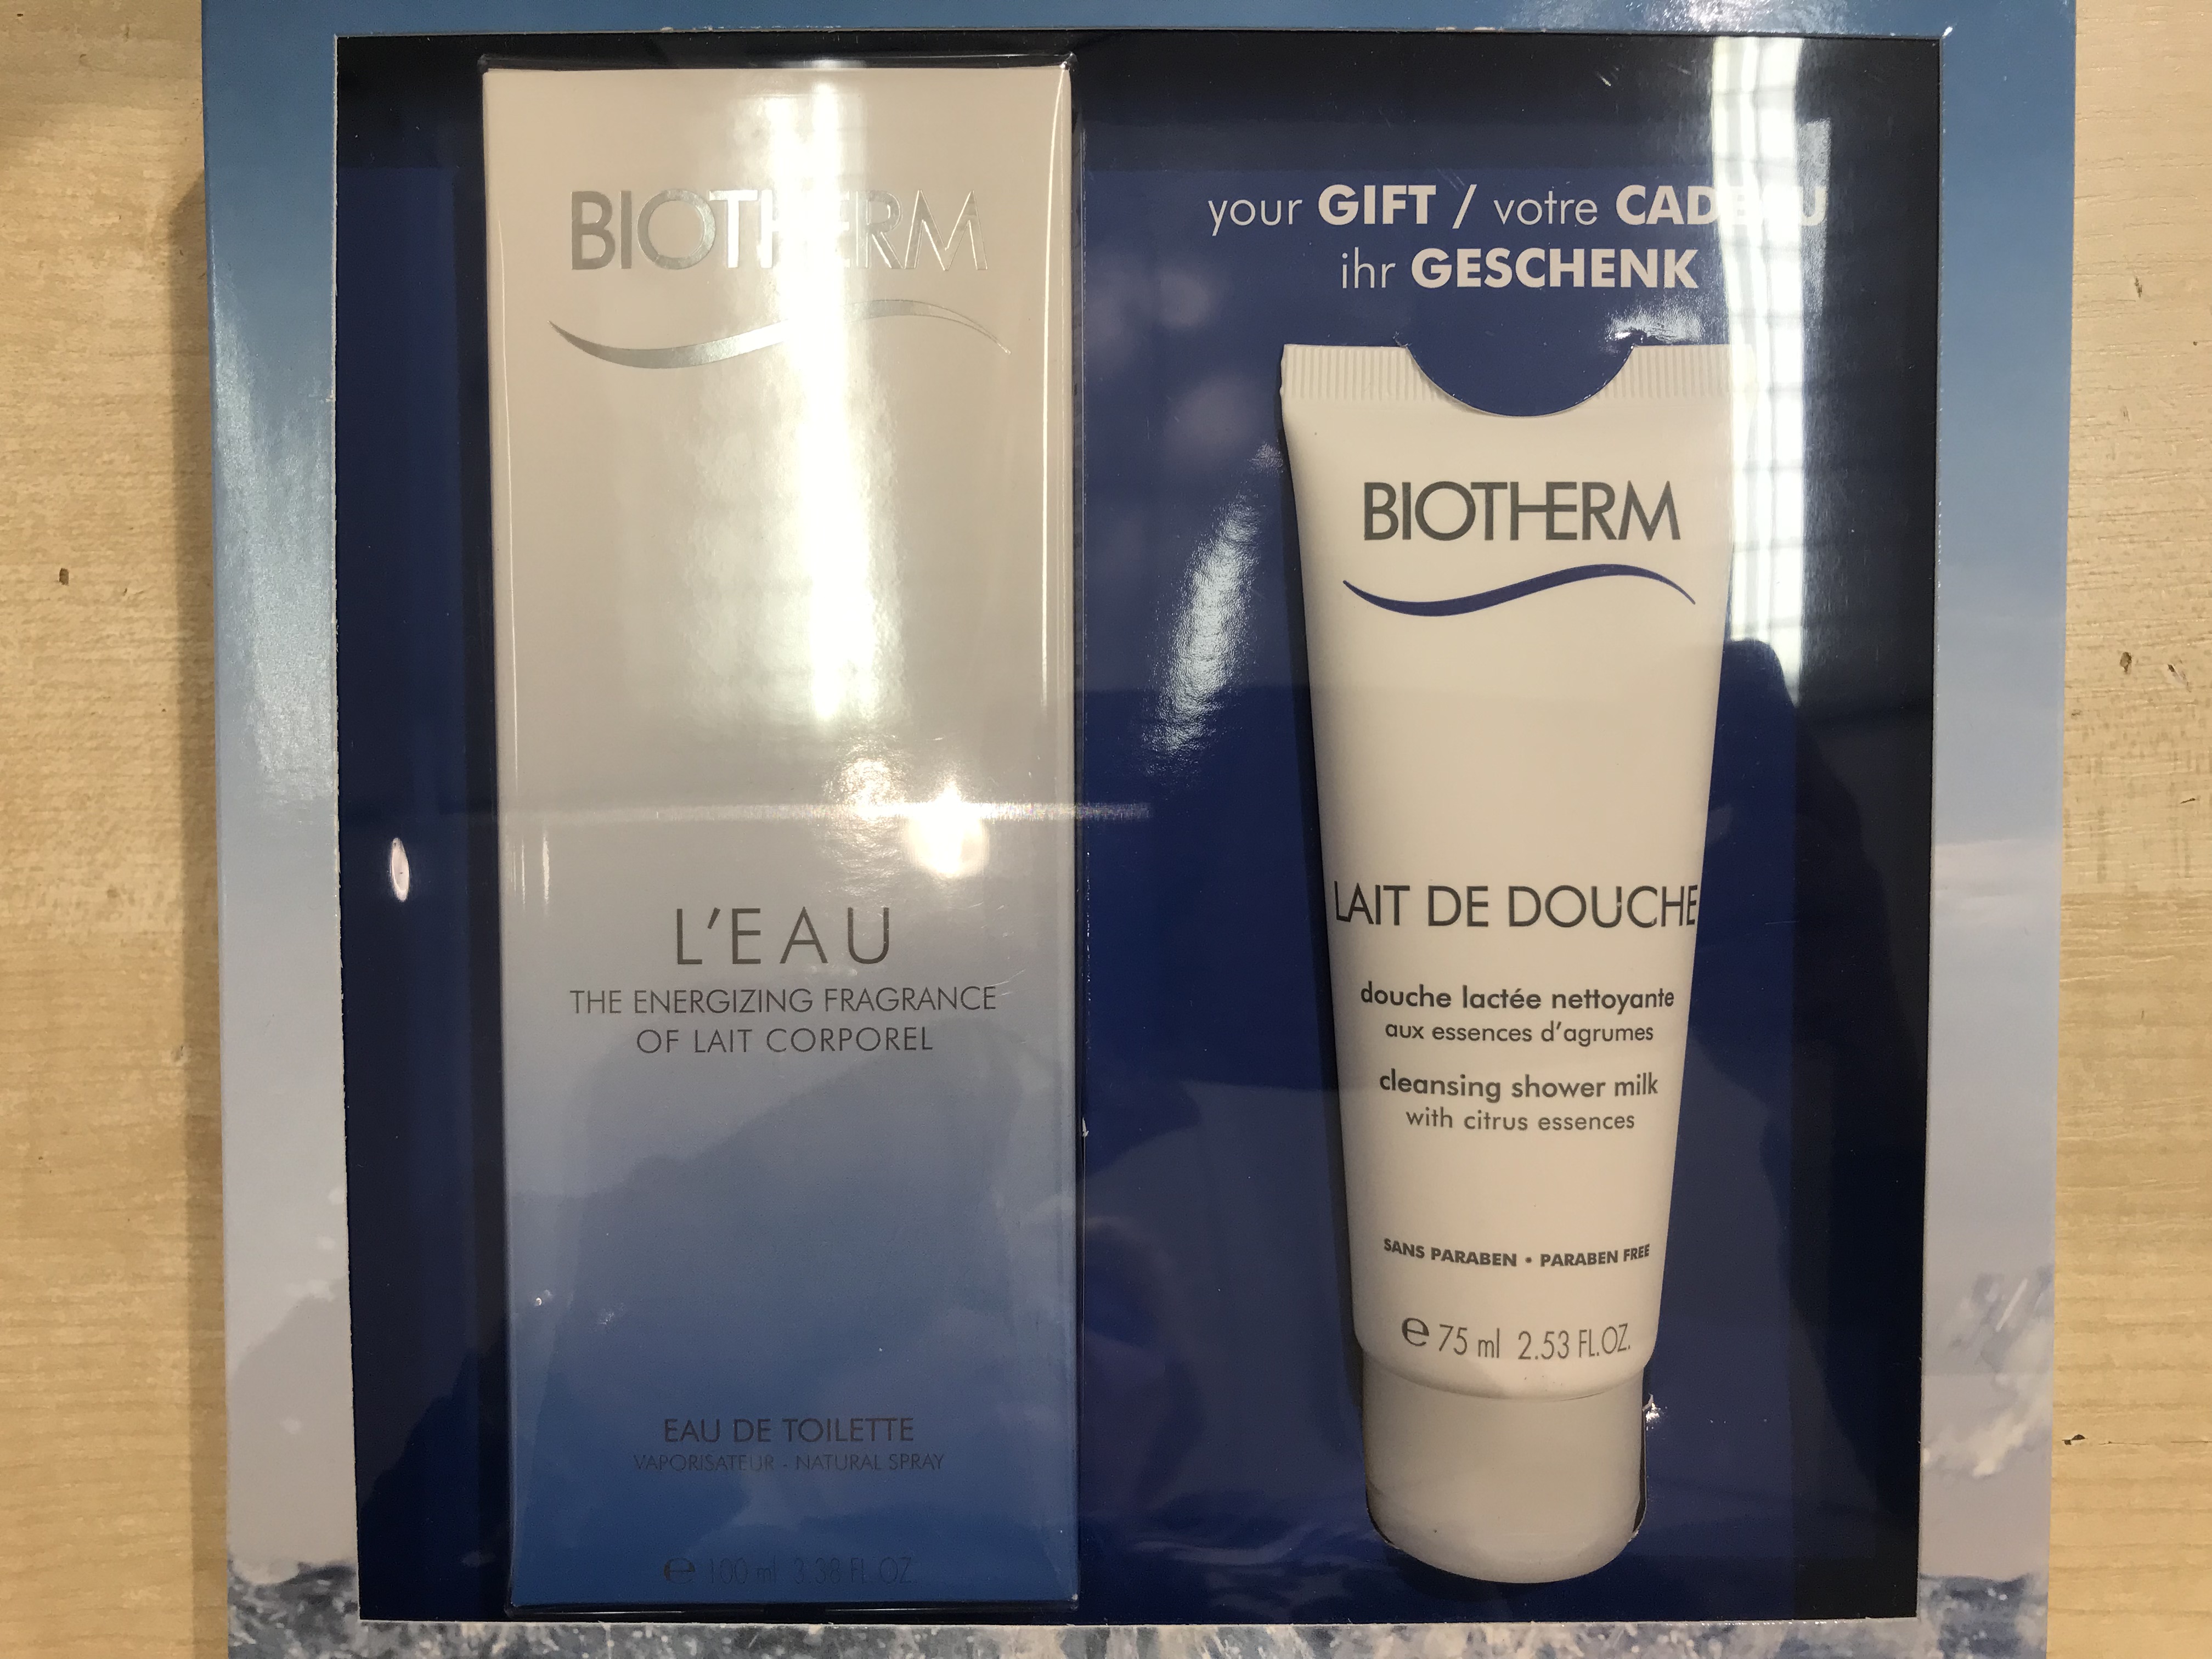 BIOTHERM
L'EAU
THE ENERGIZING FRAGRANCE
OF LAIT CORPOREL
EAU DE TOILETTE
VAPORISATEUR - NATURAL SPRAY
e 100 ml 3.38 FL. OZ.
your GIFT / votre CADEAU
ihr GESCHENK
BIOTHERM
LAIT DE DOUCHE
douche lactée nettoyante
aux essences d'agrumes
cleansing shower milk
with citrus essences
SANS PARABEN • PARABEN FREE
e 75 ml 2.53 FL.OZ.